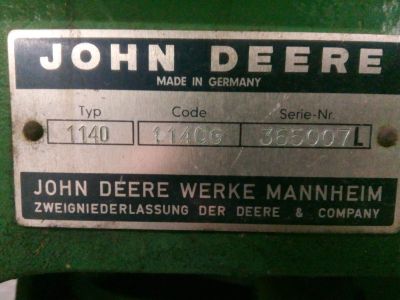 JOHN DEERE
MADE IN GERMANY
Typ Code Serie-Nr.
1140 1140G 365007L
JOHN DEERE WERKE MANNHEIM
ZWEIGNIEDERLASSUNG DER DEERE & COMPANY